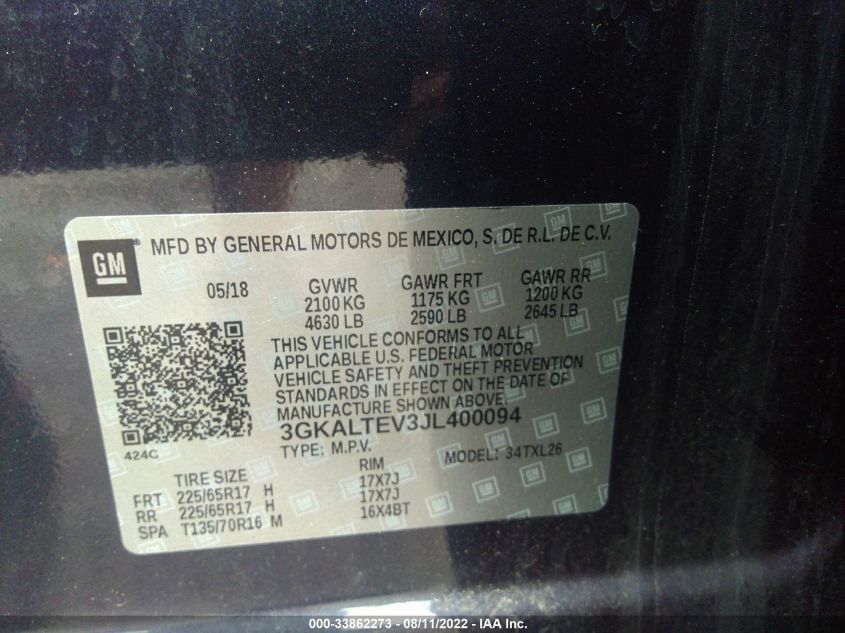 GM ® MFD BY GENERAL MOTORS DE MEXICO, S. DE R.L. DE C.V.
05/18 GVWR GAWR FRT GAWR RR
2100 KG 1175 KG 1200 KG
4630 LB 2590 LB 2645 LB
THIS VEHICLE CONFORMS TO ALL
APPLICABLE U.S. FEDERAL MOTOR
VEHICLE SAFETY AND THEFT PREVENTION
STANDARDS IN EFFECT ON THE DATE OF
MANUFACTURE SHOWN ABOVE.
3GKALTEV3JL400094
424C TYPE: M.P.V. MODEL: 34TXL26
TIRE SIZE RIM
FRT 225/65R17 H 17X7J
RR 225/65R17 H 17X7J
SPA T135/70R16 M 16X4BT
000-33862273 - 08/11/2022 - IAA Inc.